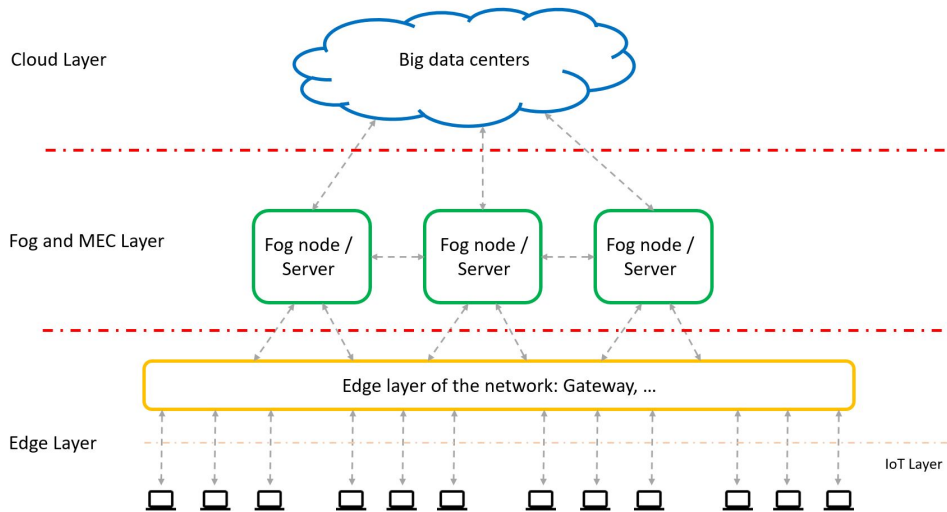 Cloud Layer
Big data centers
Fog and MEC Layer
Fog node /
Server
Fog node /
Server
Fog node /
Server
Edge layer of the network: Gateway, ...
Edge Layer
IoT Layer